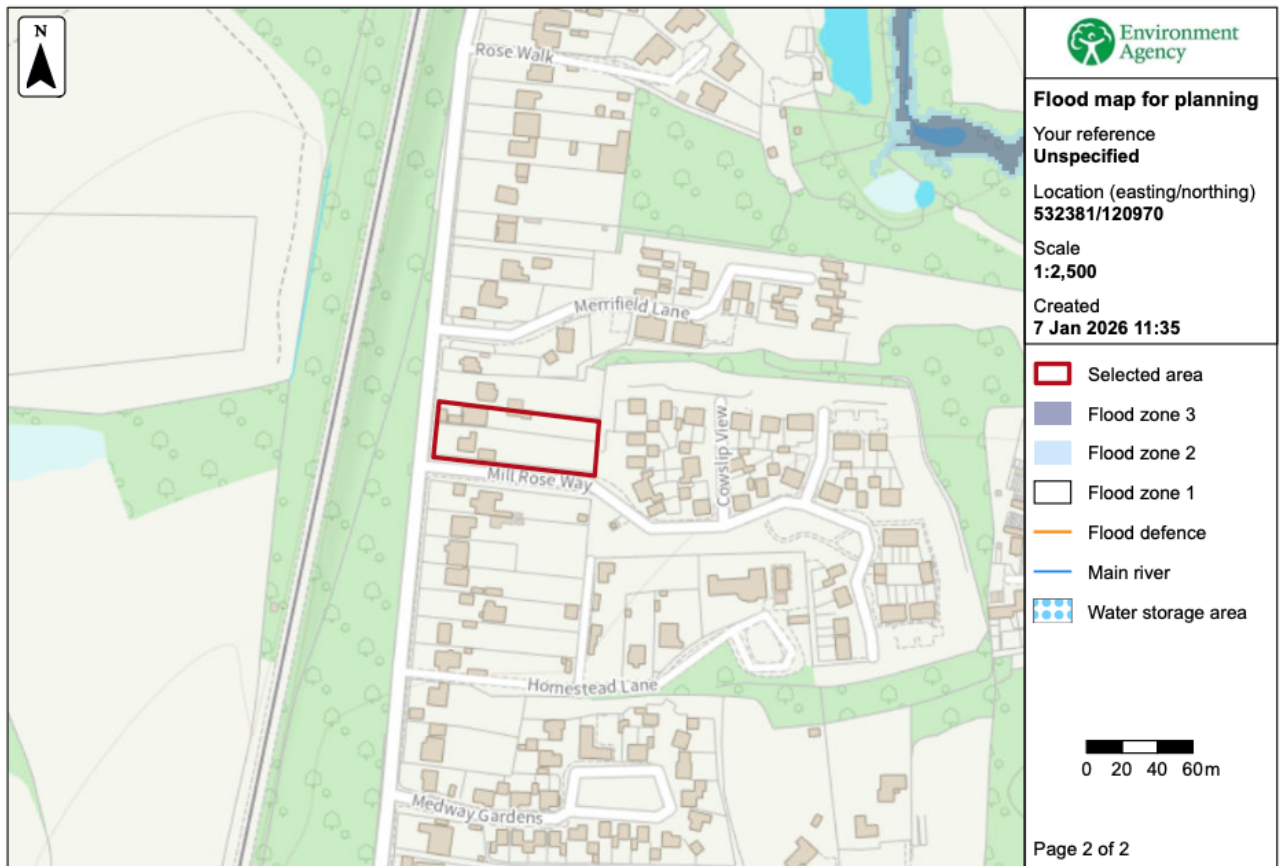 N
Rose Walk
Merrifield Lane
Mill Rose Way
Cowslip View
Homestead Lane
Medway Gardens
Environment
Agency
Flood map for planning
Your reference
Unspecified
Location (easting/northing)
532381/120970
Scale
1:2,500
Created
7 Jan 2026 11:35
Selected area
Flood zone 3
Flood zone 2
Flood zone 1
Flood defence
Main river
Water storage area
0 20 40 60m
Page 2 of 2